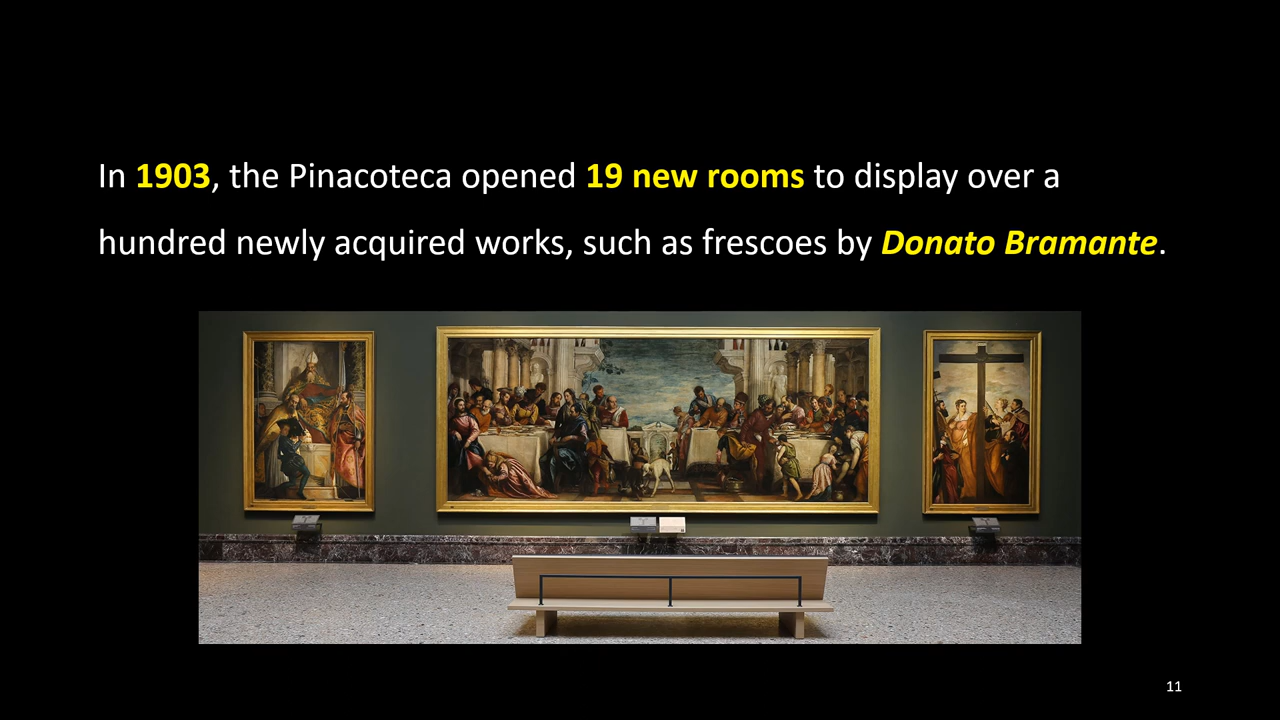 In 1903, the Pinacoteca opened 19 new rooms to display over a
hundred newly acquired works, such as frescoes by Donato Bramante.
11